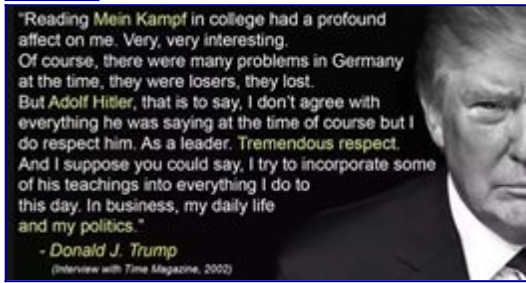 "Reading Mein Kampf in college had a profound
affect on me. Very, very interesting.
Of course, there were many problems in Germany
at the time, they were losers, they lost.
But Adolf Hitler, that is to say, I don't agree with
everything he was saying at the time of course but I
do respect him. As a leader. Tremendous respect.
And I suppose you could say, I try to incorporate some
of his teachings into everything I do to
this day. In business, my daily life
and my politics."
- Donald J. Trump
(Interview with Time Magazine, 2002)